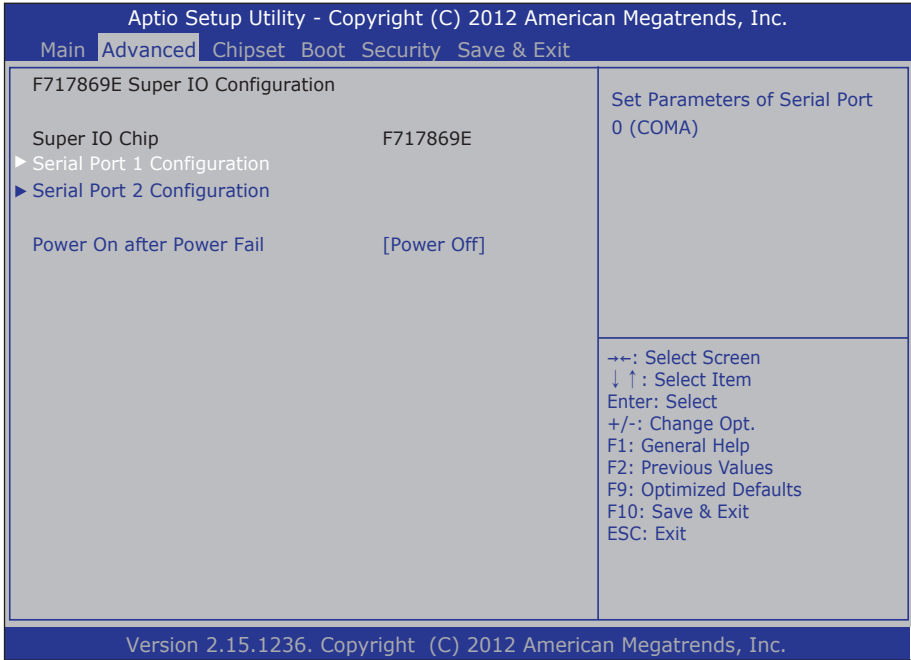 Aptio Setup Utility - Copyright (C) 2012 American Megatrends, Inc.
Main Advanced Chipset Boot Security Save & Exit
F717869E Super IO Configuration
Super IO Chip F717869E
► Serial Port 1 Configuration
► Serial Port 2 Configuration
Power On after Power Fail [Power Off]
Set Parameters of Serial Port
0 (COMA)
→←: Select Screen
↓↑: Select Item
Enter: Select
+/-: Change Opt.
F1: General Help
F2: Previous Values
F9: Optimized Defaults
F10: Save & Exit
ESC: Exit
Version 2.15.1236. Copyright (C) 2012 American Megatrends, Inc.